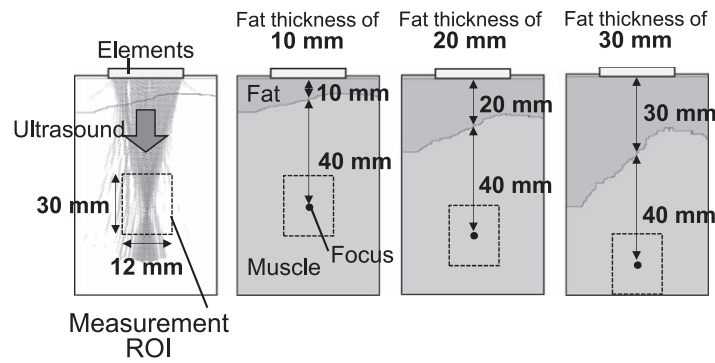 Elements
Ultrasound
30 mm
12 mm
Measurement
ROI
Fat thickness of
10 mm
Fat
10 mm
40 mm
Focus
Muscle
Fat thickness of
20 mm
20 mm
40 mm
Fat thickness of
30 mm
30 mm
40 mm